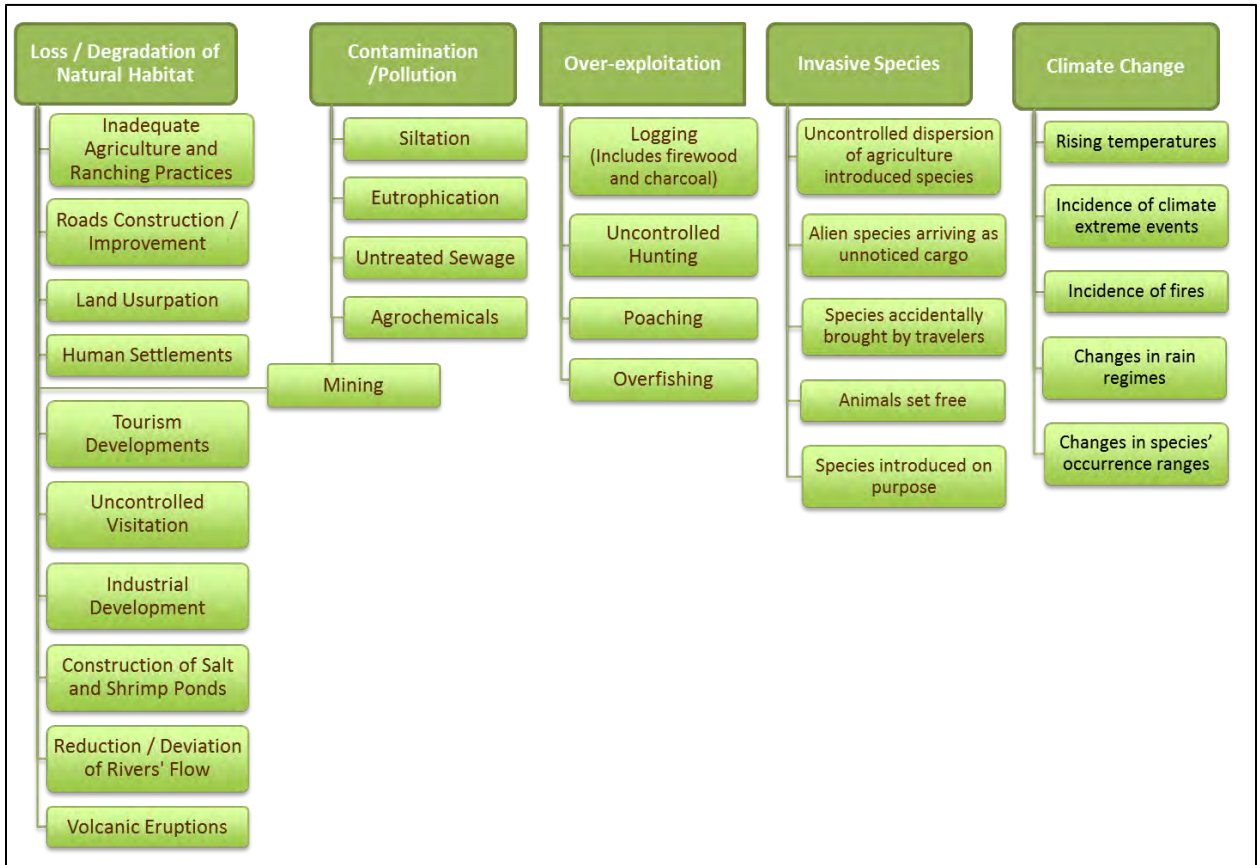 Loss / Degradation of
Natural Habitat
Inadequate
Agriculture and
Ranching Practices
Roads Construction /
Improvement
Land Usurpation
Human Settlements
Tourism
Developments
Uncontrolled
Visitation
Industrial
Development
Construction of Salt
and Shrimp Ponds
Reduction / Deviation
of Rivers' Flow
Volcanic Eruptions
Contamination
/Pollution
Siltation
Eutrophication
Untreated Sewage
Agrochemicals
Mining
Over-exploitation
Logging
(Includes firewood
and charcoal)
Uncontrolled
Hunting
Poaching
Overfishing
Invasive Species
Uncontrolled dispersion
of agriculture
introduced species
Alien species arriving as
unnoticed cargo
Species accidentally
brought by travelers
Animals set free
Species introduced on
purpose
Climate Change
Rising temperatures
Incidence of climate
extreme events
Incidence of fires
Changes in rain
regimes
Changes in species’
occurrence ranges